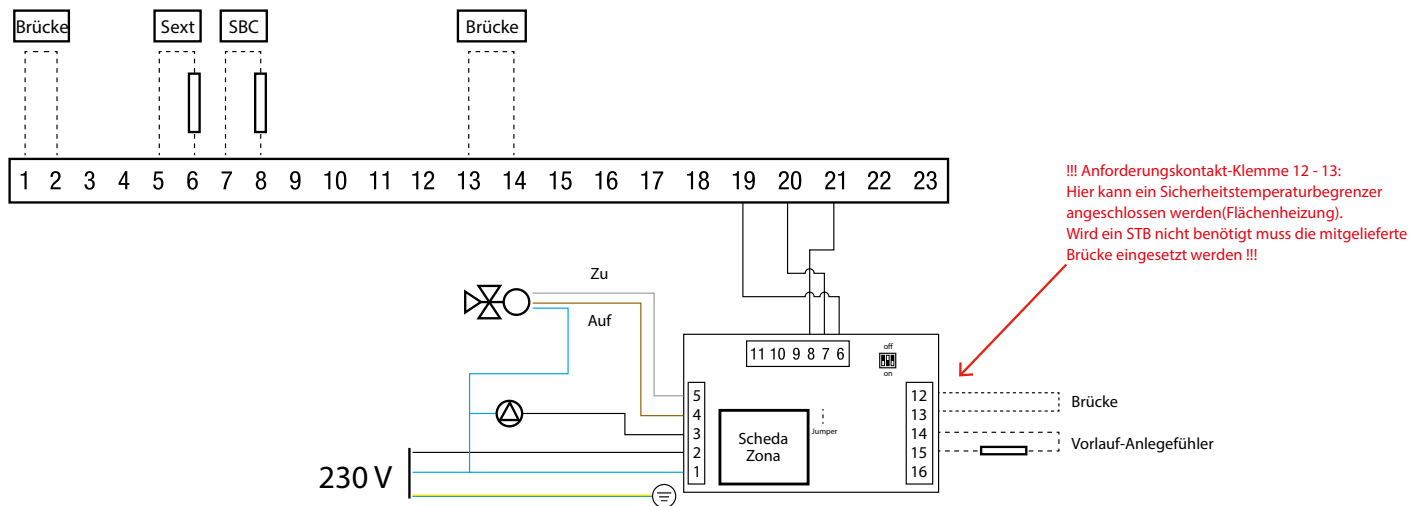 Brücke
Sext
SBC
Brücke
1 2 3 4 5 6 7 8 9 10 11 12 13 14 15 16 17 18 19 20 21 22 23
!!! Anforderungskontakt-Klemme 12 - 13:
Hier kann ein Sicherheitstemperaturbegrenzer
angeschlossen werden(Flächenheizung).
Wird ein STB nicht benötigt muss die mitgelieferte
Brücke eingesetzt werden !!!
Zu
Auf
11 10 9 8 7 6
off
on
5
4
3
2
1
Scheda
Zona
Jumper
12
13
14
15
16
Brücke
Vorlauf-Anlegefühler
230 V